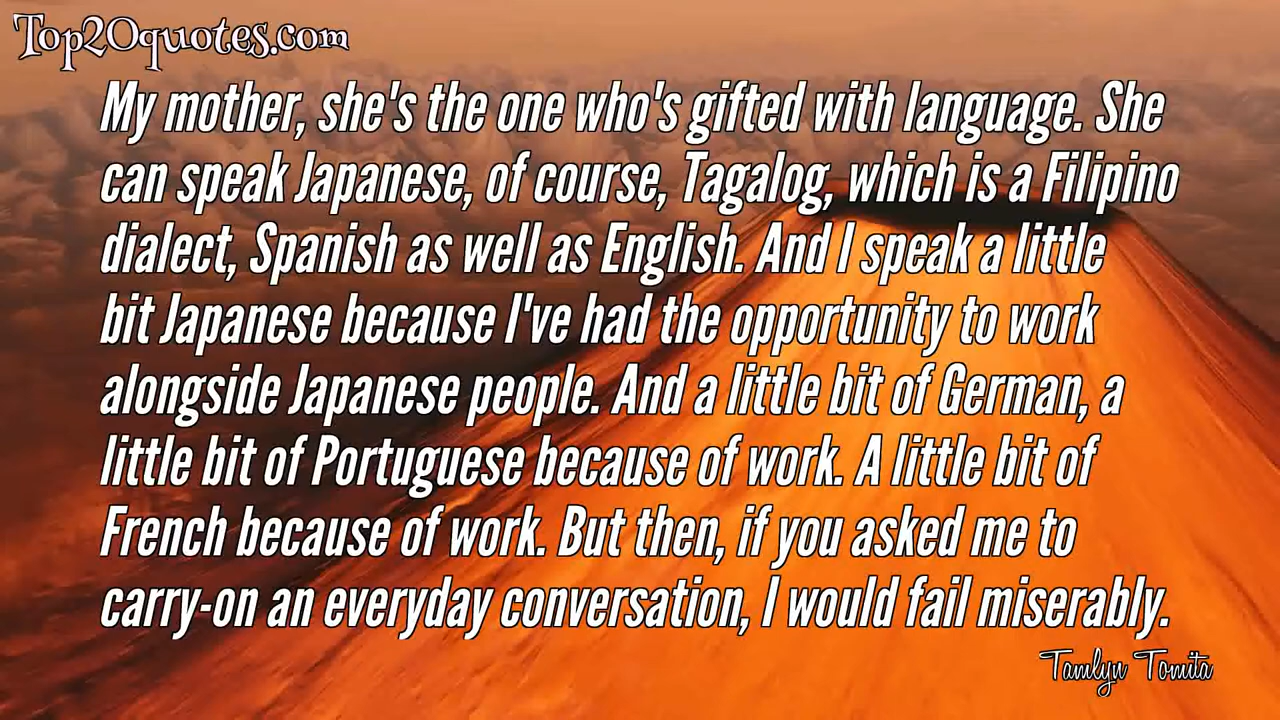 Top20quotes.com
My mother, she's the one who's gifted with language. She
can speak Japanese, of course, Tagalog, which is a Filipino
dialect, Spanish as well as English. And I speak a little
bit Japanese because I've had the opportunity to work
alongside Japanese people. And a little bit of German, a
little bit of Portuguese because of work. A little bit of
French because of work. But then, if you asked me to
carry-on an everyday conversation, I would fail miserably.
Tamlyn Tomita